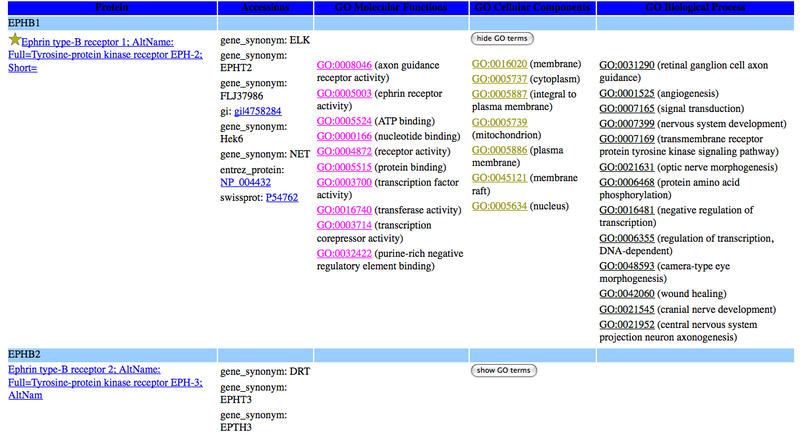 Protein Accessions GO Molecular Functions GO Cellular Components GO Biological Process
EPHB1
Ephrin type-B receptor 1; AltName:
Full=Tyrosine-protein kinase receptor EPH-2;
Short=
gene_synonym: ELK
gene_synonym:
EPHT2
gene_synonym:
FLJ37986
gi: gi|4758284
gene_synonym:
Hek6
gene_synonym: NET
entrez_protein:
NP_004432
swissprot: P54762
GO:0008046 (axon guidance
receptor activity)
GO:0005003 (ephrin receptor
activity)
GO:0005524 (ATP binding)
GO:0000166 (nucleotide binding)
GO:0004872 (receptor activity)
GO:0005515 (protein binding)
GO:0003700 (transcription factor
activity)
GO:0016740 (transferase activity)
GO:0003714 (transcription
corepressor activity)
GO:0032422 (purine-rich negative
regulatory element binding)
hide GO terms
GO:0016020 (membrane)
GO:0005737 (cytoplasm)
GO:0005887 (integral to
plasma membrane)
GO:0005739
(mitochondrion)
GO:0005886 (plasma
membrane)
GO:0045121 (membrane
raft)
GO:0005634 (nucleus)
GO:0031290 (retinal ganglion cell axon
guidance)
GO:0001525 (angiogenesis)
GO:0007165 (signal transduction)
GO:0007399 (nervous system development)
GO:0007169 (transmembrane receptor
protein tyrosine kinase signaling pathway)
GO:0021631 (optic nerve morphogenesis)
GO:0006468 (protein amino acid
phosphorylation)
GO:0016481 (negative regulation of
transcription)
GO:0006355 (regulation of transcription,
DNA-dependent)
GO:0048593 (camera-type eye
morphogenesis)
GO:0042060 (wound healing)
GO:0021545 (cranial nerve development)
GO:0021952 (central nervous system
projection neuron axonogenesis)
EPHB2
Ephrin type-B receptor 2; AltName:
Full=Tyrosine-protein kinase receptor EPH-3;
AltNam
gene_synonym: DRT
gene_synonym:
EPHT3
gene_synonym:
EPTH3
show GO terms